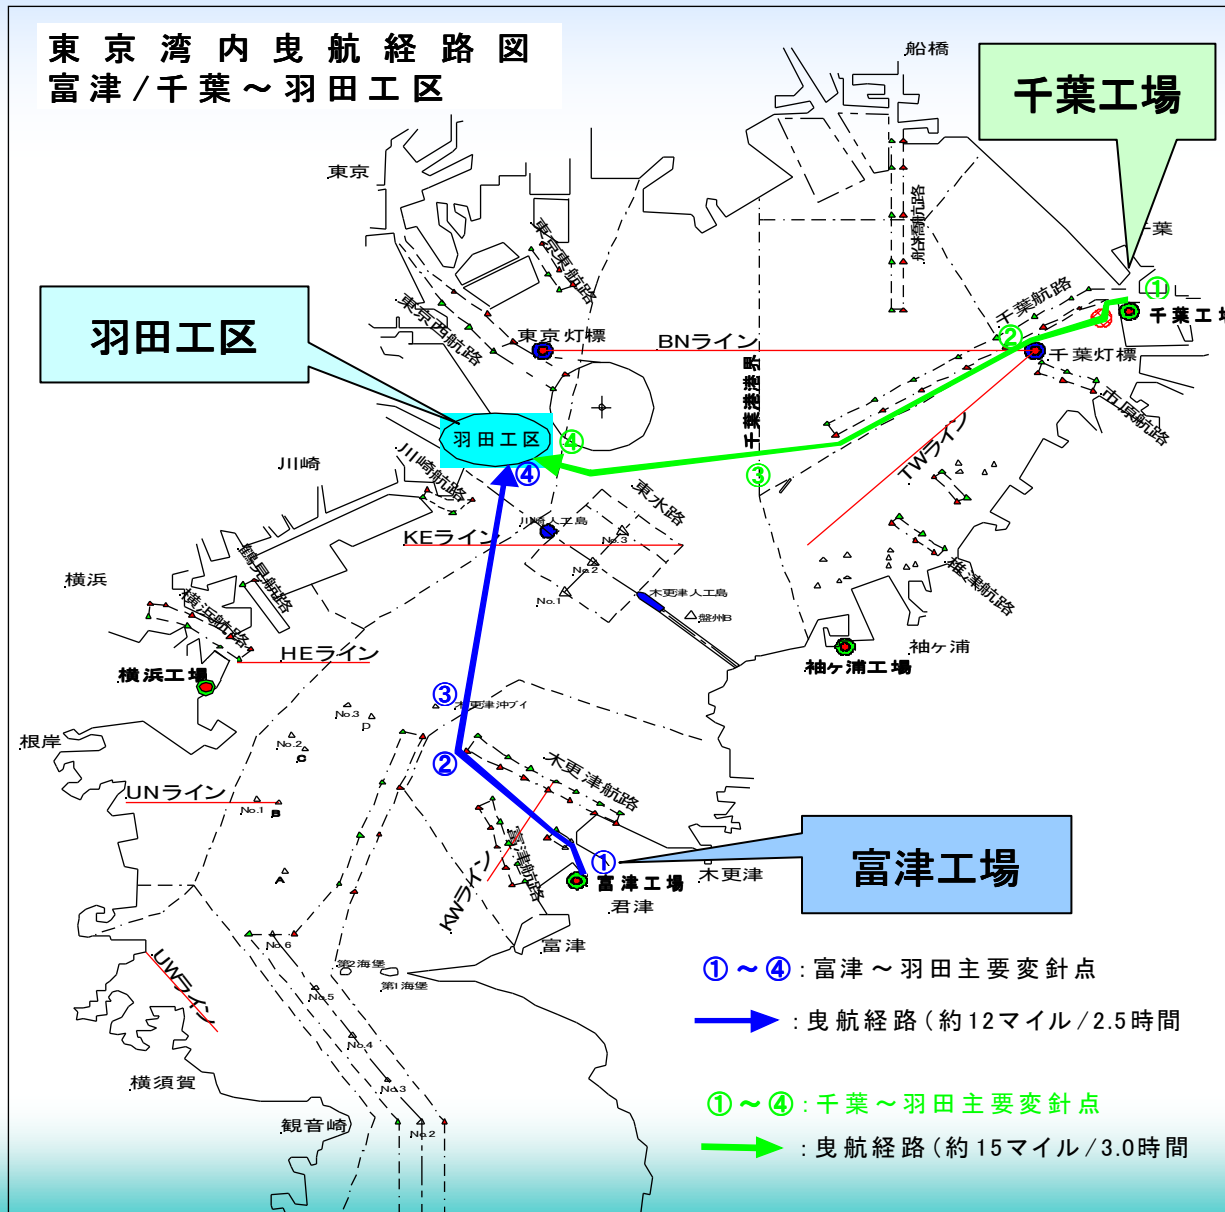 東京湾内曳航経路図
富津/千葉～羽田工区
船橋
千葉工場
東京
船橋航路
千葉
東京東航路
千葉航路
①
千葉工場
羽田工区
東京西航路
東京灯標
BNライン
②
千葉灯標
千葉港港界
市原航路
羽田工区
④
TWライン
川崎
川崎航路
④
③
東水路
川崎人工島
KEライン
No.3
No.2
No.1
鶴見航路
横浜
横浜航路
木更津人工島
盤州B
姉津航路
HEライン
袖ヶ浦工場
袖ヶ浦
横浜工場
③
木更津沖ブイ
No.3
D
根岸
No.2
C
②
木更津航路
UNライン
No.1
B
富津航路
KWライン
①
富津工場
富津工場
木更津
A
君津
No.6
富津
UWライン
第2海堡
第1海堡
①～④:富津～羽田主要変針点
No.5
:曳航経路(約12マイル/2.5時間
No.4
横須賀
No.3
①～④:千葉～羽田主要変針点
観音崎
No.2
:曳航経路(約15マイル/3.0時間